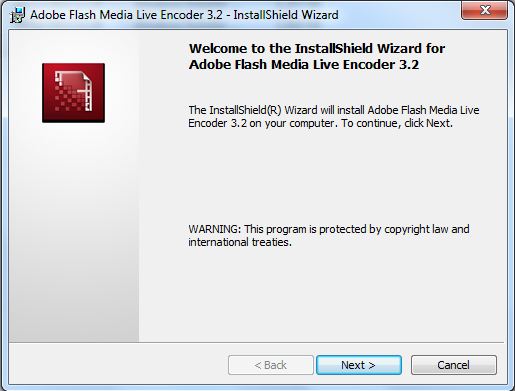 Adobe Flash Media Live Encoder 3.2 - InstallShield Wizard
Welcome to the InstallShield Wizard for
Adobe Flash Media Live Encoder 3.2
The InstallShield(R) Wizard will install Adobe Flash Media Live
Encoder 3.2 on your computer. To continue, click Next.
WARNING: This program is protected by copyright law and
international treaties.
< Back
Next >
Cancel